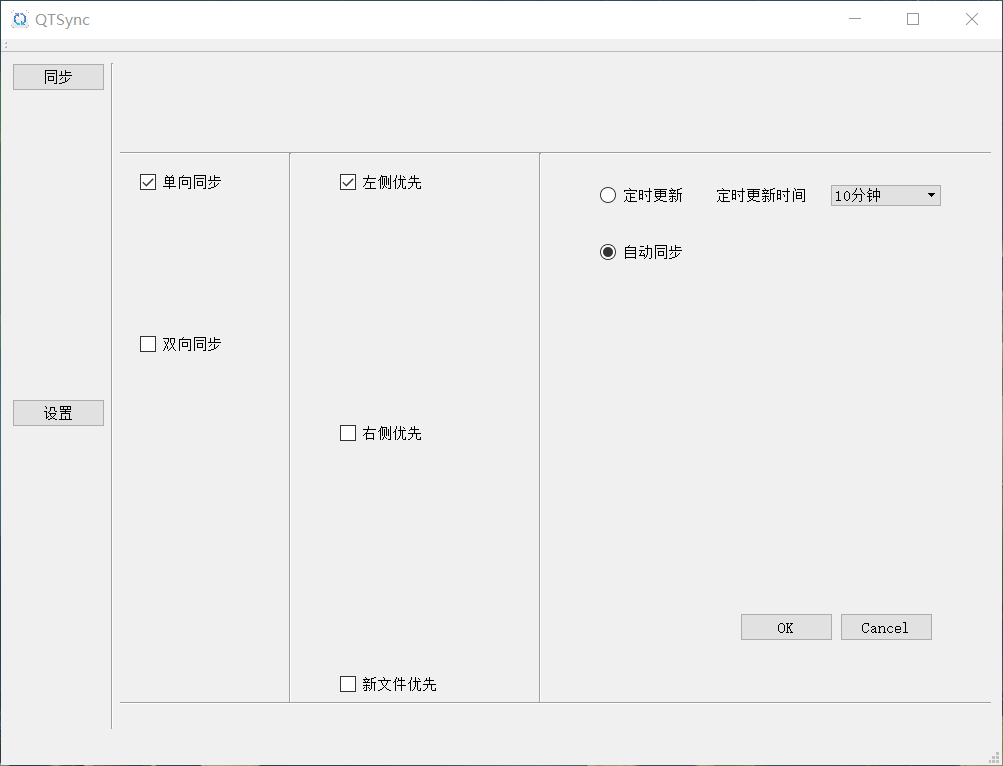 QTSync
同步
设置
单向同步
双向同步
左侧优先
右侧优先
新文件优先
定时更新 定时更新时间 10分钟
自动同步
OK Cancel